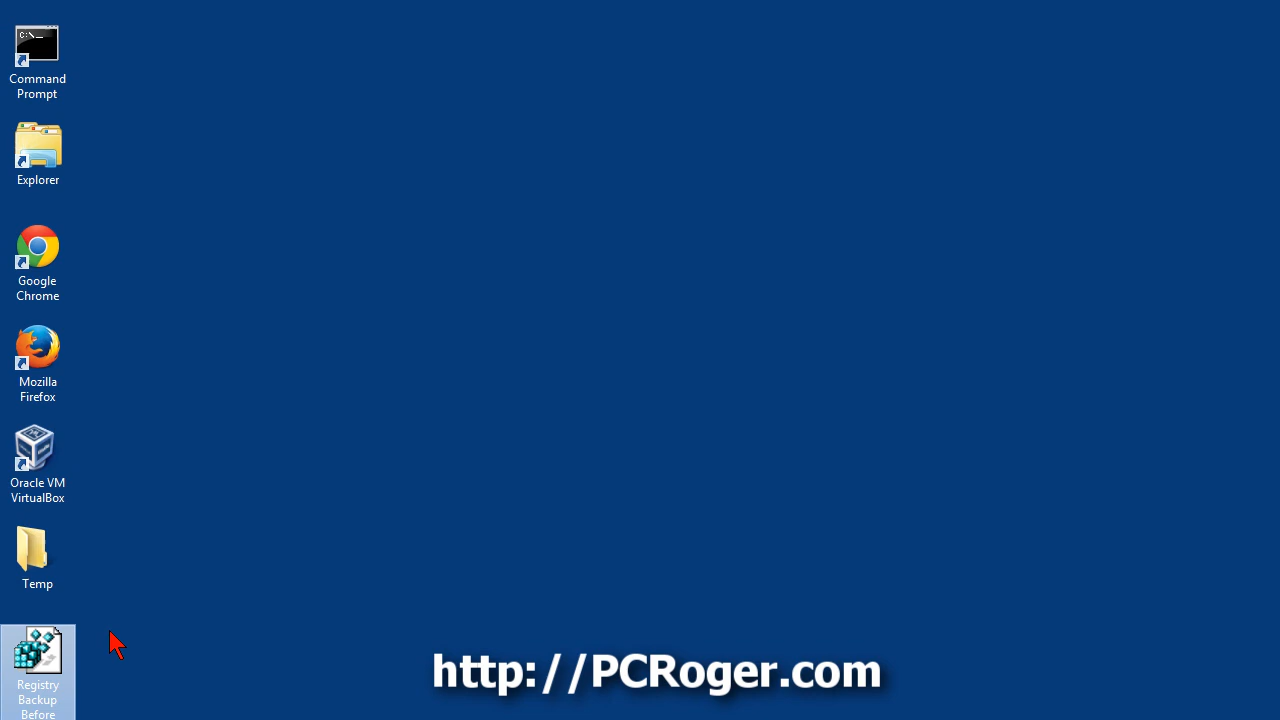 C:\_
Command
Prompt
Explorer
Google
Chrome
Mozilla
Firefox
Oracle VM
VirtualBox
Temp
Registry
Backup
Before
http://PCRoger.com